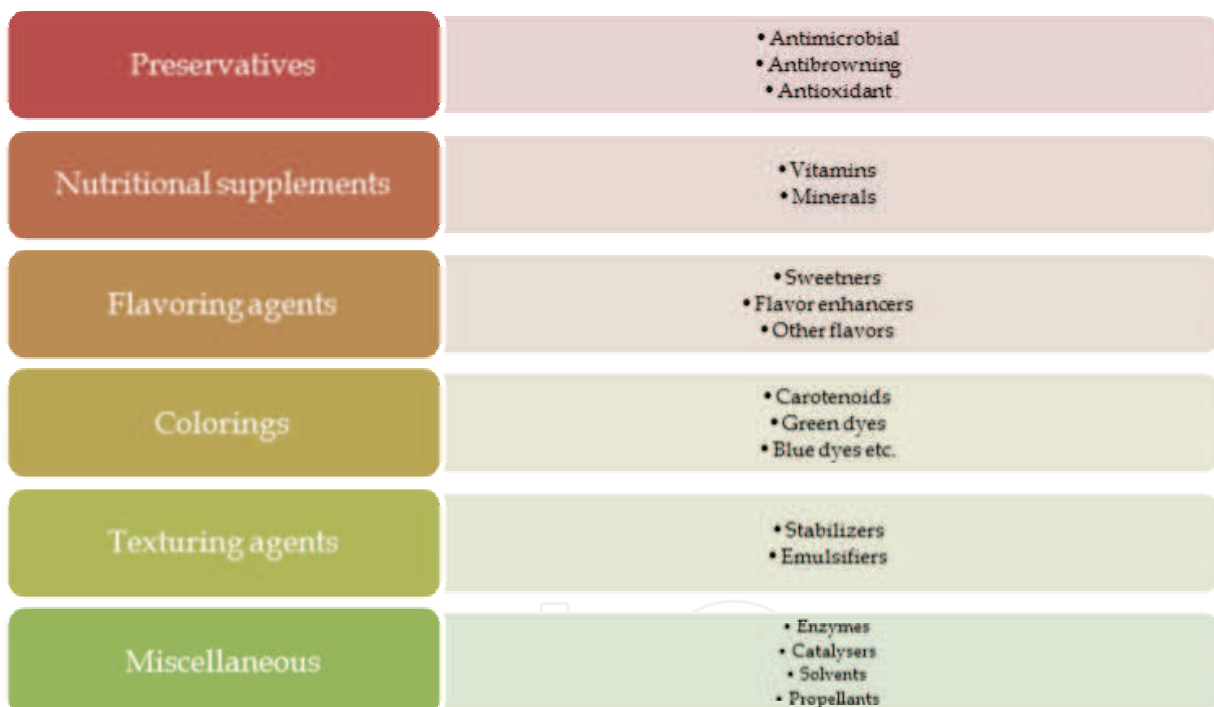 Preservatives
• Antimicrobial
• Antibrowning
• Antioxidant
Nutritional supplements
• Vitamins
• Minerals
Flavoring agents
• Sweetners
• Flavor enhancers
• Other flavors
Colorings
• Carotenoids
• Green dyes
• Blue dyes etc.
Texturing agents
• Stabilizers
• Emulsifiers
Miscellaneous
• Enzymes
• Catalysers
• Solvents
• Propellants